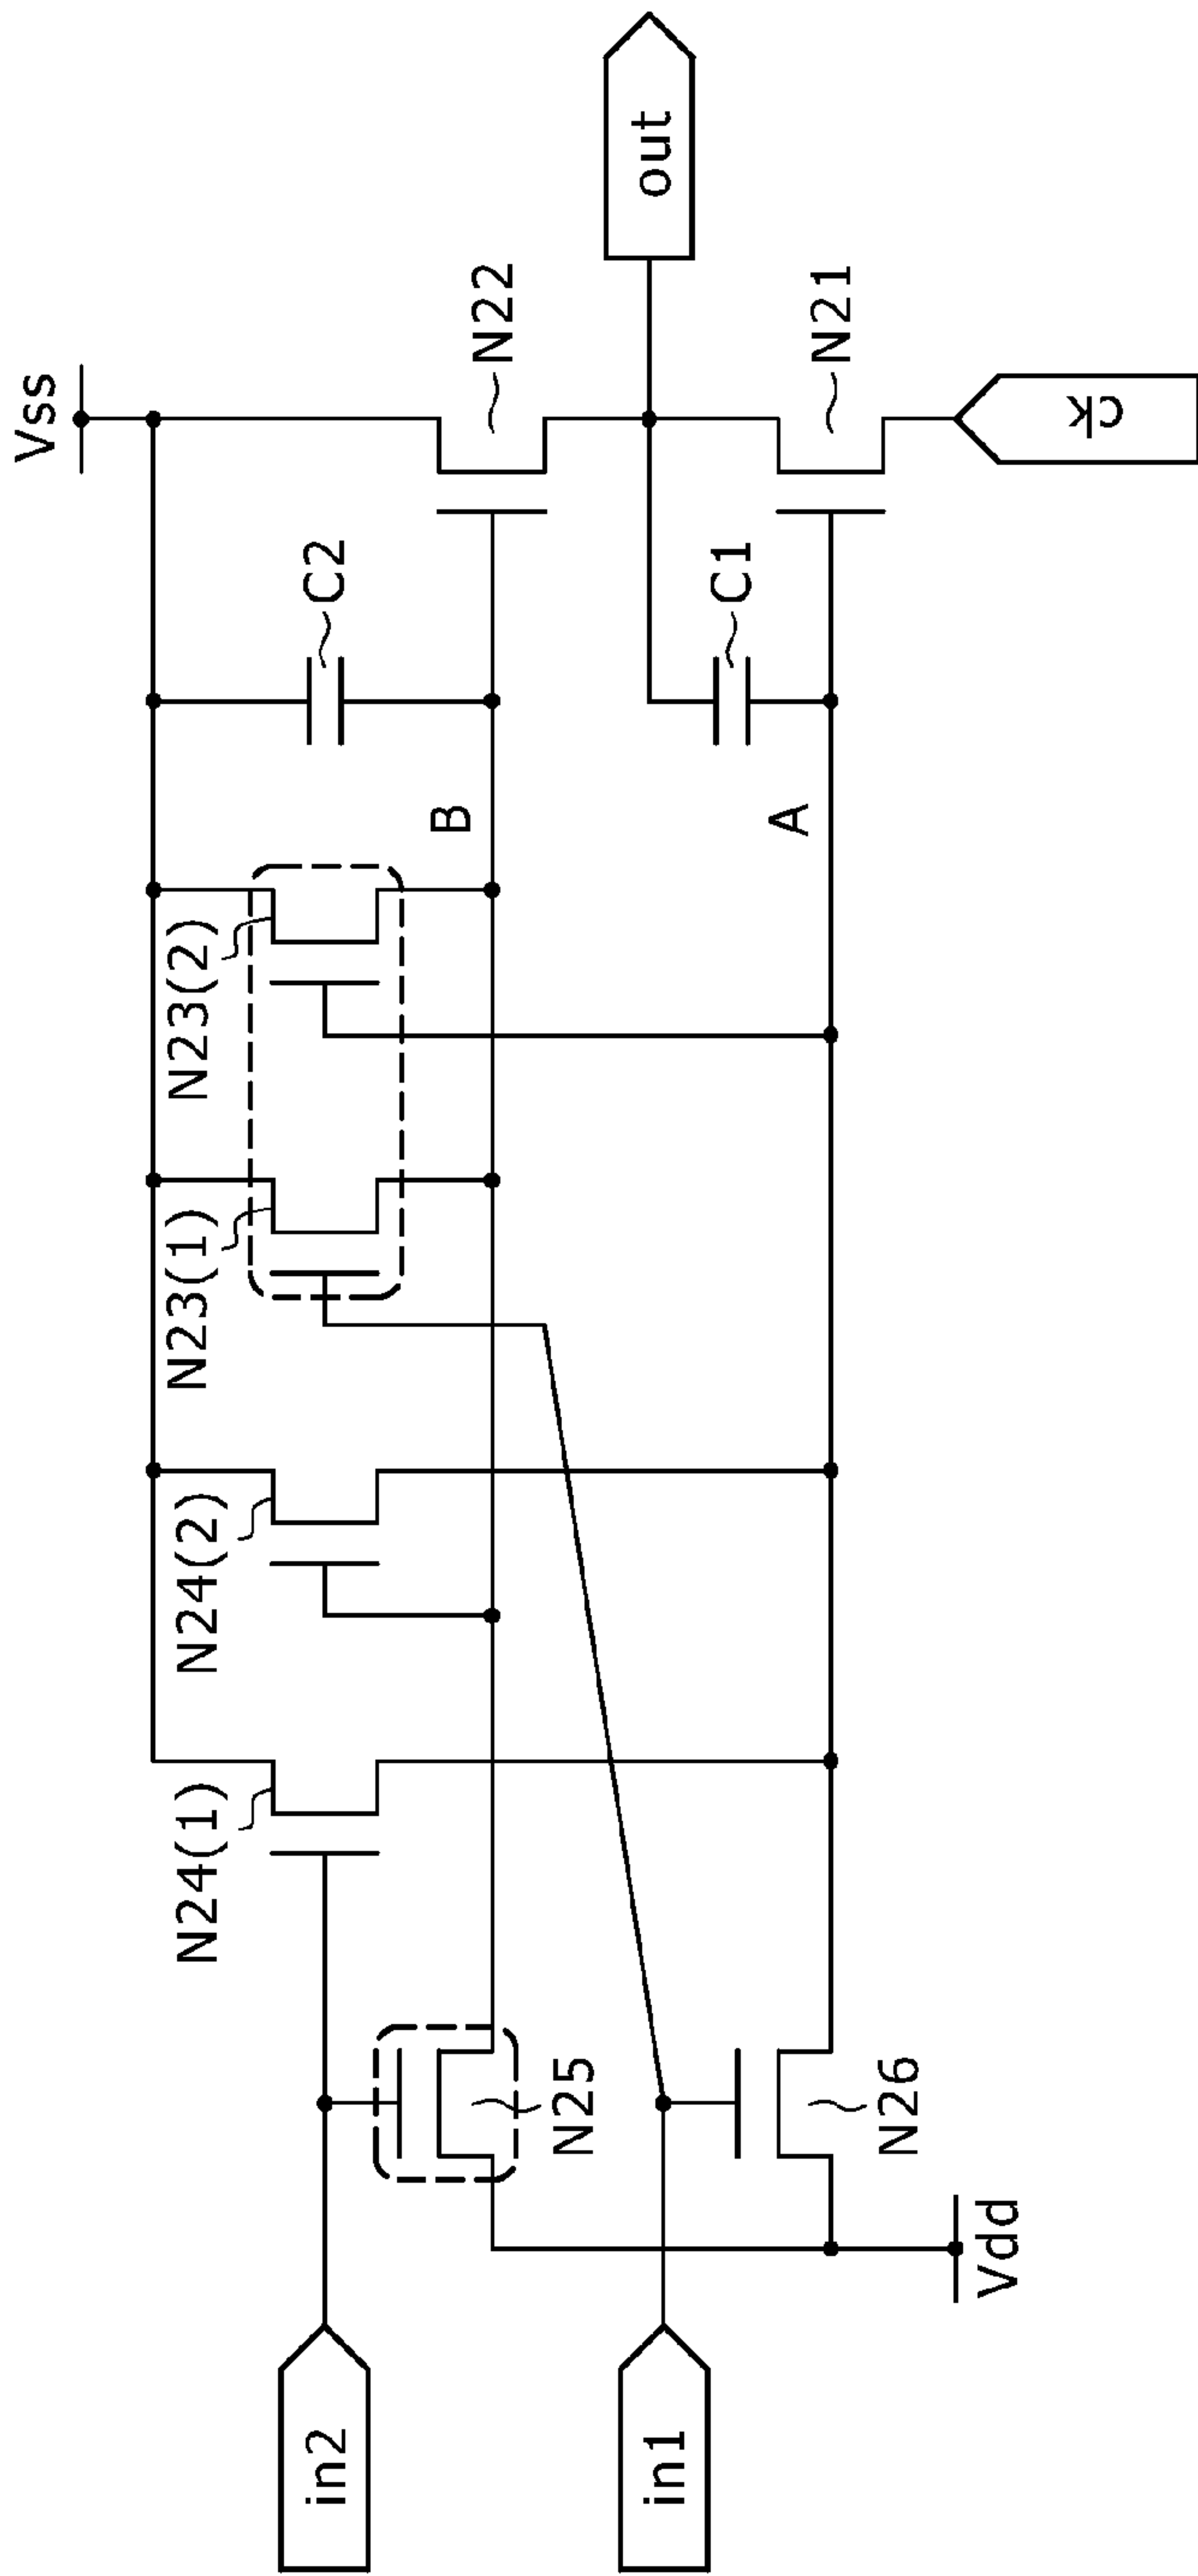 Vss
N24(1)
N24(2)
N23(1)
N23(2)
C2
N22
in2
N25
B
out
in1
C1
N21
A
N26
Vdd
ck